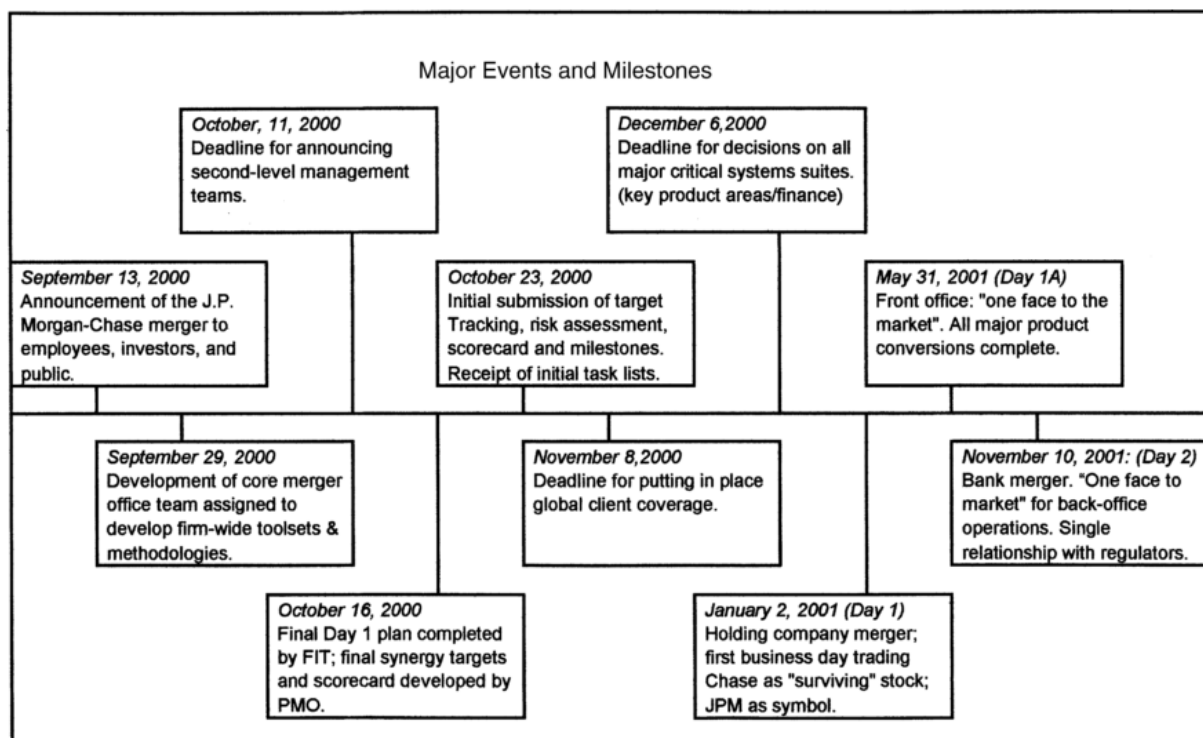 Major Events and Milestones
October, 11, 2000
Deadline for announcing
second-level management
teams.
December 6,2000
Deadline for decisions on all
major critical systems suites.
(key product areas/finance)
September 13, 2000
Announcement of the J.P.
Morgan-Chase merger to
employees, investors, and
public.
October 23, 2000
Initial submission of target
Tracking, risk assessment,
scorecard and milestones.
Receipt of initial task lists.
May 31, 2001 (Day 1A)
Front office: "one face to the
market". All major product
conversions complete.
September 29, 2000
Development of core merger
office team assigned to
develop firm-wide toolsets &
methodologies.
November 8,2000
Deadline for putting in place
global client coverage.
November 10, 2001: (Day 2)
Bank merger. "One face to
market" for back-office
operations. Single
relationship with regulators.
October 16, 2000
Final Day 1 plan completed
by FIT; final synergy targets
and scorecard developed by
PMO.
January 2, 2001 (Day 1)
Holding company merger;
first business day trading
Chase as "surviving" stock;
JPM as symbol.